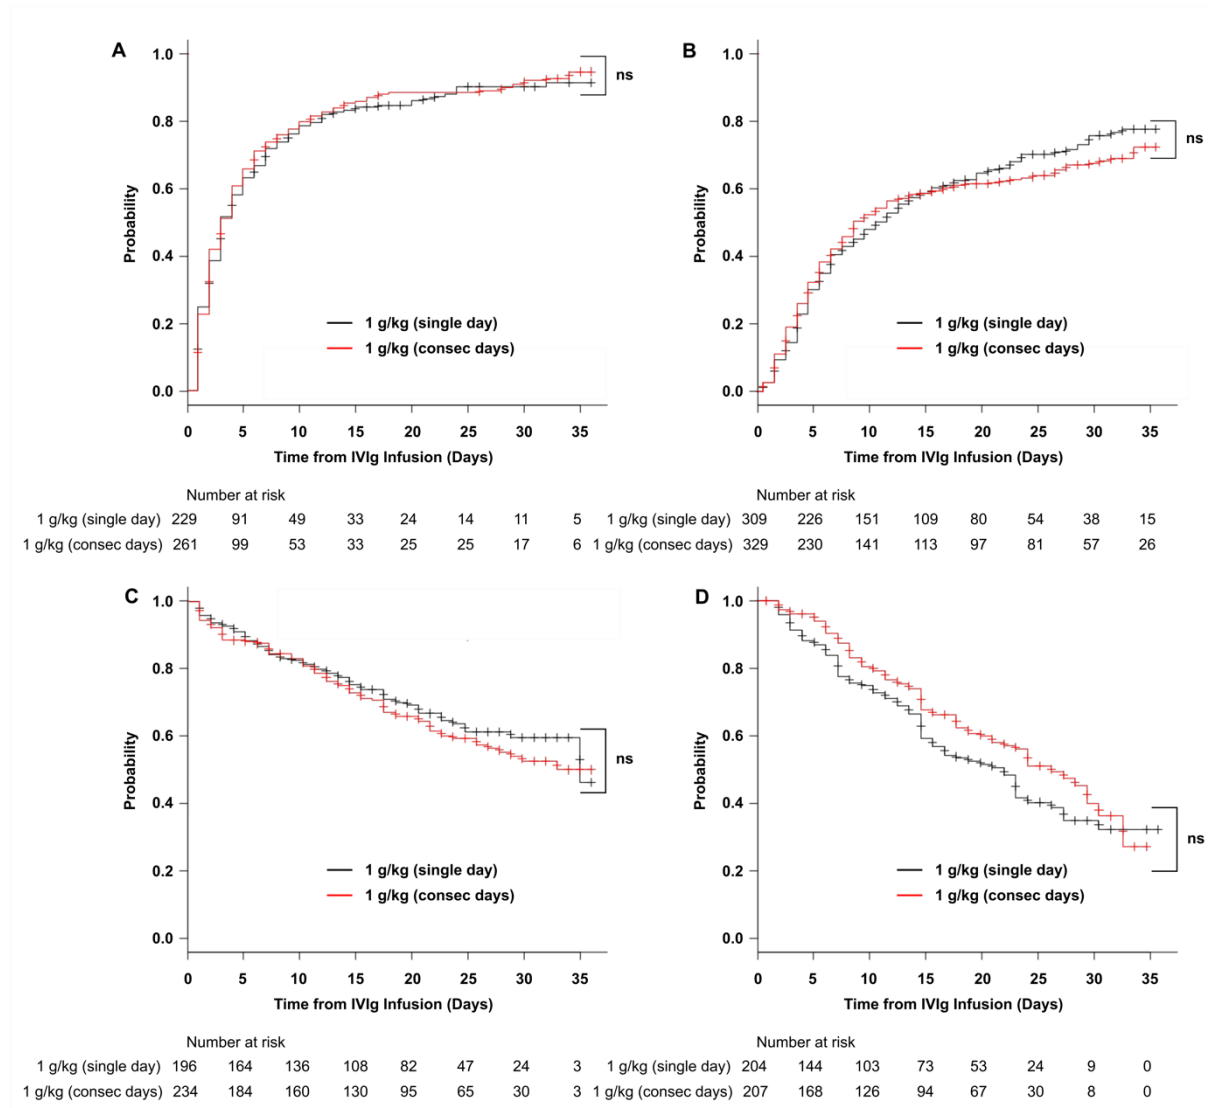 A
1.0
0.8
0.6
0.4
0.2
0.0
Probability
ns
1 g/kg (single day)
1 g/kg (consec days)
0 5 10 15 20 25 30 35
Time from IVIg Infusion (Days)
Number at risk
1 g/kg (single day) 229 91 49 33 24 14 11 5
1 g/kg (consec days) 261 99 53 33 25 25 17 6
B
1.0
0.8
0.6
0.4
0.2
0.0
Probability
ns
1 g/kg (single day)
1 g/kg (consec days)
0 5 10 15 20 25 30 35
Time from IVIg Infusion (Days)
Number at risk
1 g/kg (single day) 309 226 151 109 80 54 38 15
1 g/kg (consec days) 329 230 141 113 97 81 57 26
C
1.0
0.8
0.6
0.4
0.2
0.0
Probability
ns
1 g/kg (single day)
1 g/kg (consec days)
0 5 10 15 20 25 30 35
Time from IVIg Infusion (Days)
Number at risk
1 g/kg (single day) 196 164 136 108 82 47 24 3
1 g/kg (consec days) 234 184 160 130 95 65 30 3
D
1.0
0.8
0.6
0.4
0.2
0.0
Probability
ns
1 g/kg (single day)
1 g/kg (consec days)
0 5 10 15 20 25 30 35
Time from IVIg Infusion (Days)
Number at risk
1 g/kg (single day) 204 144 103 73 53 24 9 0
1 g/kg (consec days) 207 168 126 94 67 30 8 0